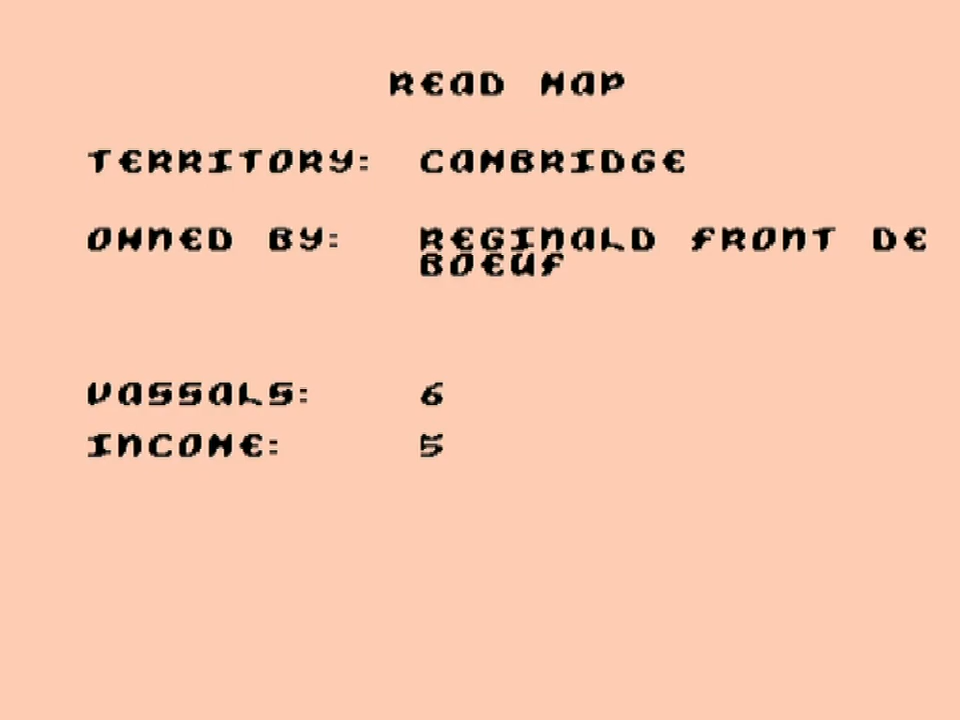 READ MAP
TERRITORY: CAMBRIDGE
OWNED BY: REGINALD FRONT DE
BOEUF
VASSALS: 6
INCOME: 5